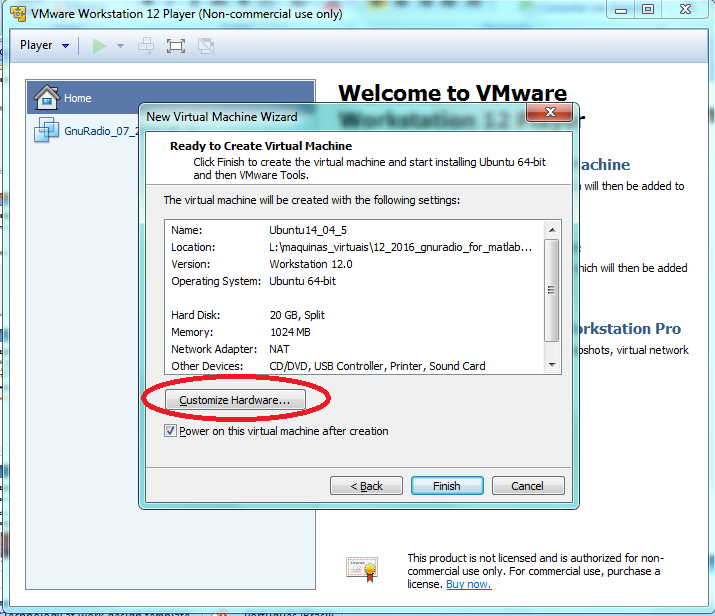 VMware Workstation 12 Player (Non-commercial use only)
Player
Home
GnuRadio_07_2
Welcome to VMware
Workstation 12 Player
achine
will then be added to
hich will then be added
orkstation Pro
pshots, virtual network
New Virtual Machine Wizard
Ready to Create Virtual Machine
Click Finish to create the virtual machine and start installing Ubuntu 64-bit
and then VMware Tools.
The virtual machine will be created with the following settings:
Name: Ubuntu14_04_5
Location: L:\maquinas_virtuais\12_2016_gnuradio_for_matlab...
Version: Workstation 12.0
Operating System: Ubuntu 64-bit
Hard Disk: 20 GB, Split
Memory: 1024 MB
Network Adapter: NAT
Other Devices: CD/DVD, USB Controller, Printer, Sound Card
Customize Hardware...
Power on this virtual machine after creation
< Back
Finish
Cancel
This product is not licensed and is authorized for non-
commercial use only. For commercial use, purchase a
license. Buy now.